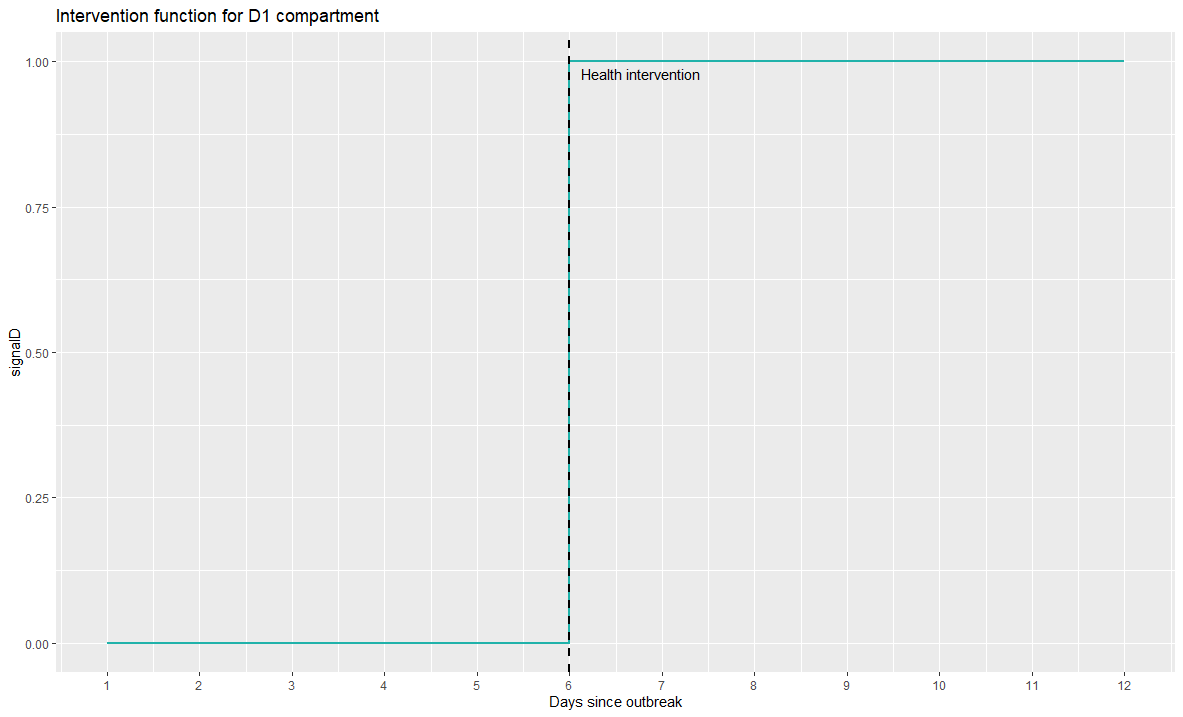 Intervention function for D1 compartment
1.00
Health intervention
0.75
signalD
0.50
0.25
0.00
1 2 3 4 5 6 7 8 9 10 11 12
Days since outbreak